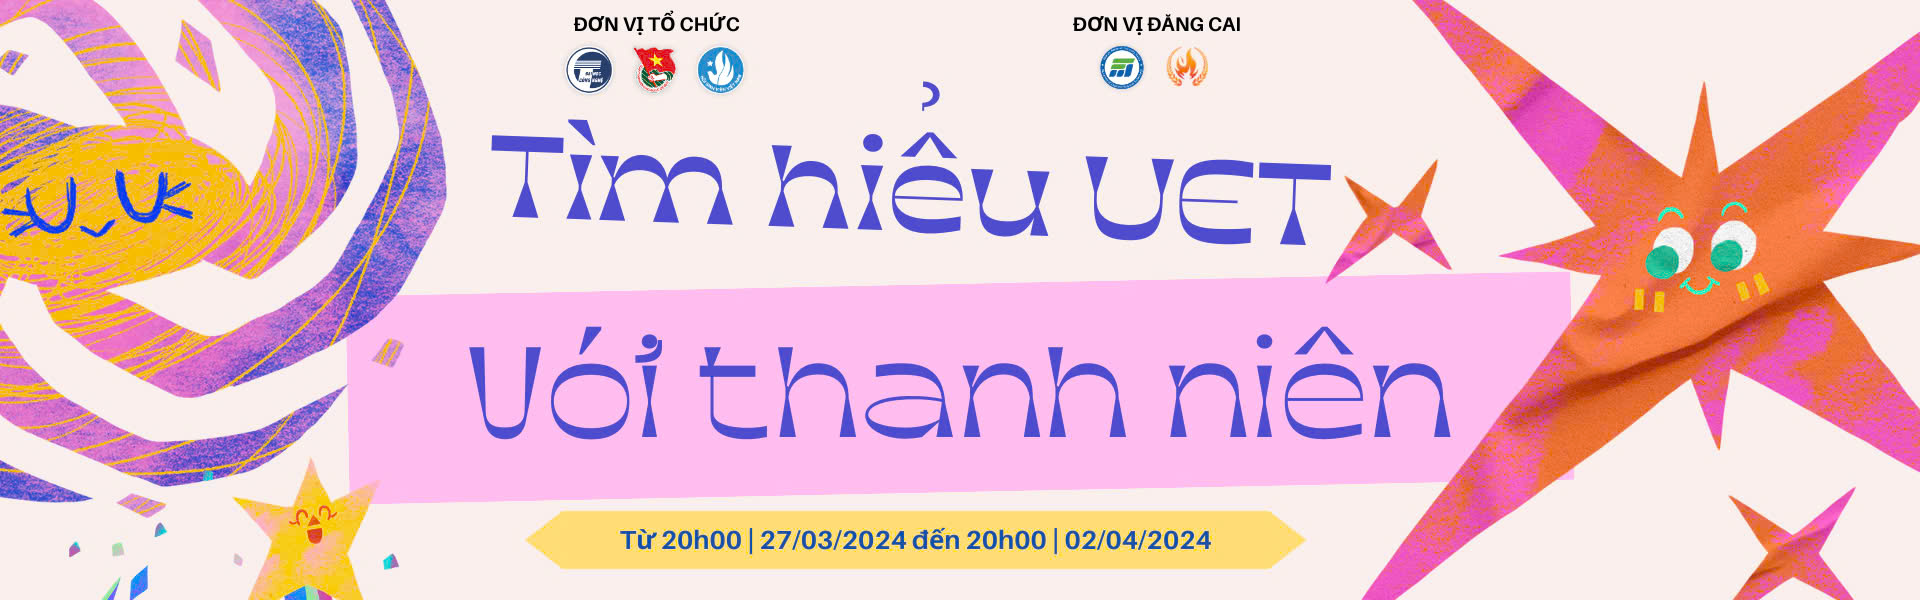 ĐƠN VỊ TỔ CHỨC
ĐƠN VỊ ĐĂNG CAI
Tìm hiểu UET
Với thanh niên
Từ 20h00 | 27/03/2024 đến 20h00 | 02/04/2024